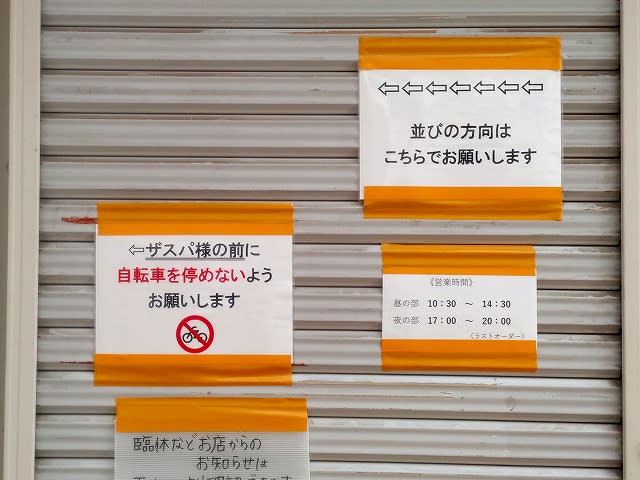 ⇦⇦⇦⇦⇦⇦⇦
並びの方向は
こちらでお願いします
⇦ザスパ様の前に
自転車を停めないよう
お願いします
《営業時間》
昼の部 10：30 ～ 14：30
夜の部 17：00 ～ 20：00
（ラストオーダー）
臨休などお店からの
お知らせは